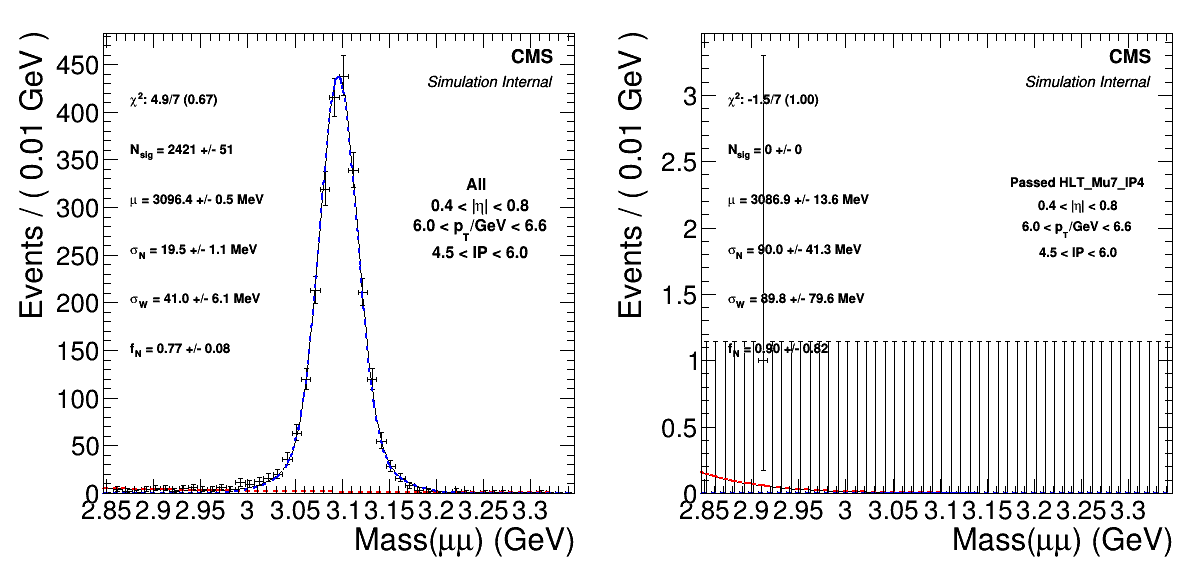 CMS
Simulation Internal
χ²: 4.9/7 (0.67)
N_sig = 2421 +/- 51
μ = 3096.4 +/- 0.5 MeV
σ_N = 19.5 +/- 1.1 MeV
σ_W = 41.0 +/- 6.1 MeV
f_N = 0.77 +/- 0.08
All
0.4 < |η| < 0.8
6.0 < p_T/GeV < 6.6
4.5 < IP < 6.0
Events / ( 0.01 GeV )
450
400
350
300
250
200
150
100
50
0
2.85 2.9 2.95 3 3.05 3.1 3.15 3.2 3.25 3.3
Mass(μμ) (GeV)
CMS
Simulation Internal
χ²: -1.5/7 (1.00)
N_sig = 0 +/- 0
μ = 3086.9 +/- 13.6 MeV
σ_N = 90.0 +/- 41.3 MeV
σ_W = 89.8 +/- 79.6 MeV
f_N = 0.90 +/- 0.82
Passed HLT_Mu7_IP4
0.4 < |η| < 0.8
6.0 < p_T/GeV < 6.6
4.5 < IP < 6.0
Events / ( 0.01 GeV )
3
2.5
2
1.5
1
0.5
0
2.85 2.9 2.95 3 3.05 3.1 3.15 3.2 3.25 3.3
Mass(μμ) (GeV)